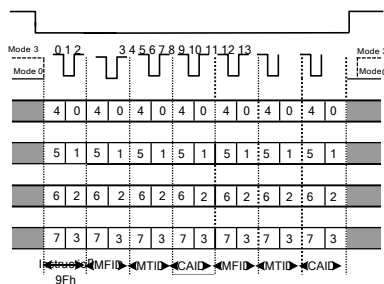 Mode 3 0 1 2 3 4 5 6 7 8 9 10 11 12 13 Mode 3
Mode 0 Mode
4 0 4 0 4 0 4 0 4 0 4 0 4 0
5 1 5 1 5 1 5 1 5 1 5 1 5 1
6 2 6 2 6 2 6 2 6 2 6 2 6 2
7 3 7 3 7 3 7 3 7 3 7 3 7 3
Instruction MFID MTID CAID MFID MTID CAID
9Fh